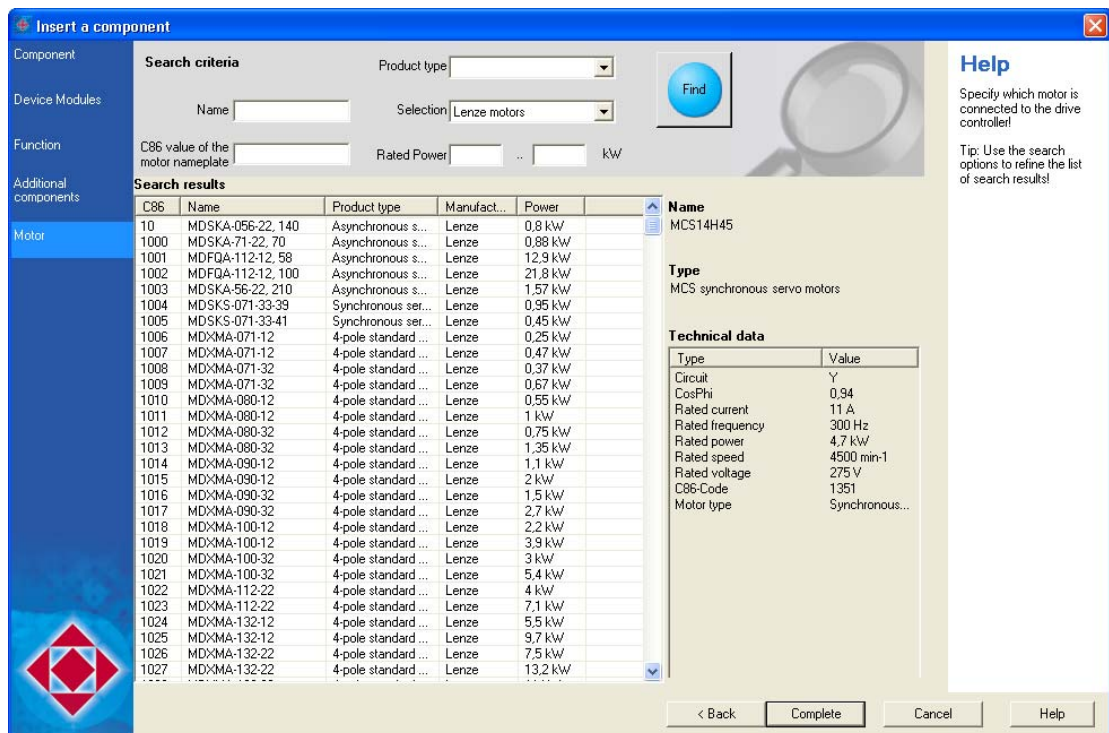 Insert a component
Component
Device Modules
Function
Additional
components
Motor
Search criteria
Product type
Name
Selection Lenze motors
C86 value of the
motor nameplate
Rated Power .. kW
Find
Search results
C86 Name Product type Manufact... Power
10 MDSKA-056-22, 140 Asynchronous s... Lenze 0,8 kW
1000 MDSKA-71-22, 70 Asynchronous s... Lenze 0,88 kW
1001 MDFQA-112-12, 58 Asynchronous s... Lenze 12,9 kW
1002 MDFQA-112-12, 100 Asynchronous s... Lenze 21,8 kW
1003 MDSKA-56-22, 210 Asynchronous s... Lenze 1,57 kW
1004 MDSKS-071-33-39 Synchronous ser... Lenze 0,95 kW
1005 MDSKS-071-33-41 Synchronous ser... Lenze 0,45 kW
1006 MDXMA-071-12 4-pole standard ... Lenze 0,25 kW
1007 MDXMA-071-12 4-pole standard ... Lenze 0,47 kW
1008 MDXMA-071-32 4-pole standard ... Lenze 0,37 kW
1009 MDXMA-071-32 4-pole standard ... Lenze 0,67 kW
1010 MDXMA-080-12 4-pole standard ... Lenze 0,55 kW
1011 MDXMA-080-12 4-pole standard ... Lenze 1 kW
1012 MDXMA-080-32 4-pole standard ... Lenze 0,75 kW
1013 MDXMA-080-32 4-pole standard ... Lenze 1,35 kW
1014 MDXMA-090-12 4-pole standard ... Lenze 1,1 kW
1015 MDXMA-090-12 4-pole standard ... Lenze 2 kW
1016 MDXMA-090-32 4-pole standard ... Lenze 1,5 kW
1017 MDXMA-090-32 4-pole standard ... Lenze 2,7 kW
1018 MDXMA-100-12 4-pole standard ... Lenze 2,2 kW
1019 MDXMA-100-12 4-pole standard ... Lenze 3,9 kW
1020 MDXMA-100-32 4-pole standard ... Lenze 3 kW
1021 MDXMA-100-32 4-pole standard ... Lenze 5,4 kW
1022 MDXMA-112-22 4-pole standard ... Lenze 4 kW
1023 MDXMA-112-22 4-pole standard ... Lenze 7,1 kW
1024 MDXMA-132-12 4-pole standard ... Lenze 5,5 kW
1025 MDXMA-132-12 4-pole standard ... Lenze 9,7 kW
1026 MDXMA-132-22 4-pole standard ... Lenze 7,5 kW
1027 MDXMA-132-22 4-pole standard ... Lenze 13,2 kW
Name
MCS14H45
Type
MCS synchronous servo motors
Technical data
Type Value
Circuit Y
CosPhi 0,94
Rated current 11 A
Rated frequency 300 Hz
Rated power 4,7 kW
Rated speed 4500 min-1
Rated voltage 275 V
C86-Code 1351
Motor type Synchronous...
Help
Specify which motor is
connected to the drive
controller!
Tip: Use the search
options to refine the list
of search results!
< Back Complete Cancel Help